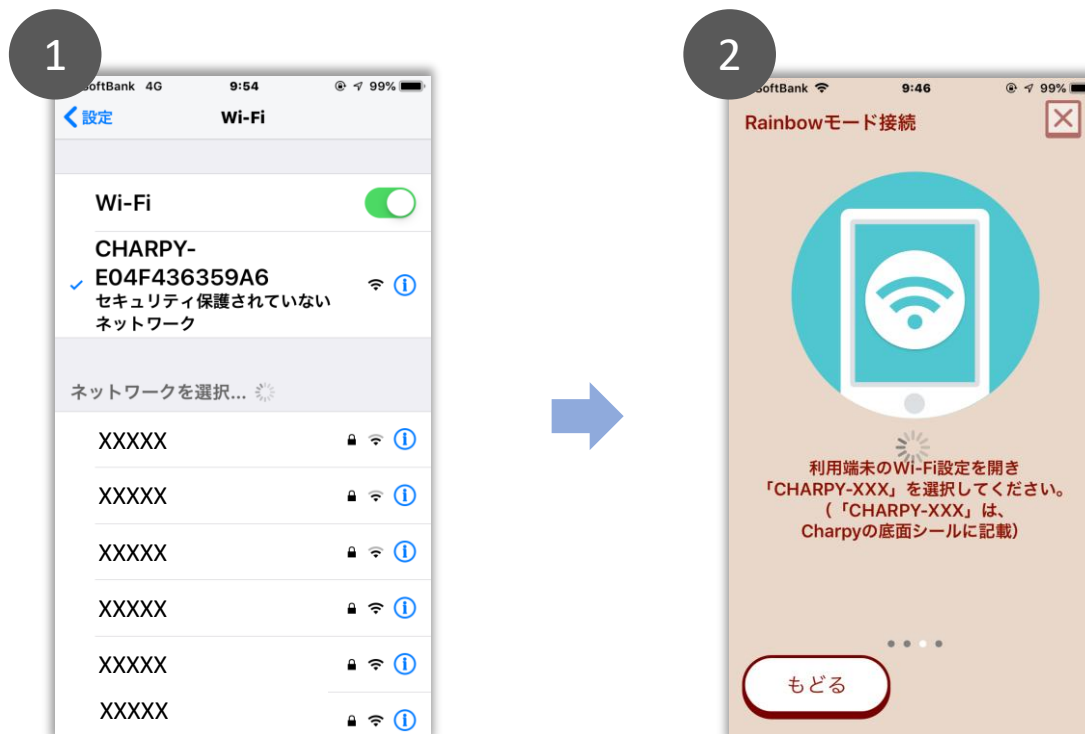 1
SoftBank 4G 9:54 99%
設定 Wi-Fi
Wi-Fi
CHARPY-
E04F436359A6
セキュリティ保護されていない
ネットワーク
ネットワークを選択...
XXXXX
XXXXX
XXXXX
XXXXX
XXXXX
XXXXX
2
SoftBank 9:46 99%
Rainbowモード接続
利用端末のWi-Fi設定を開き
「CHARPY-XXX」を選択してください。
(「CHARPY-XXX」は、
Charpyの底面シールに記載)
もどる